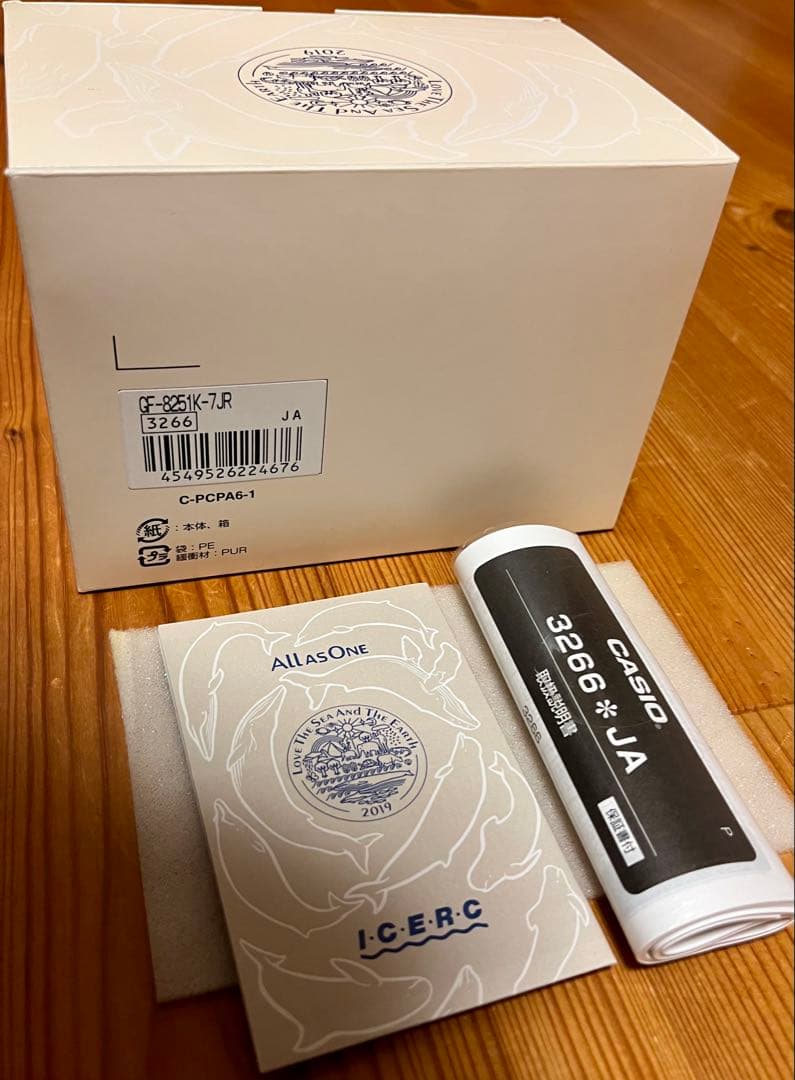 LOVE THE SEA AND THE EARTH
2019
GF-8251K-7JR
3266
JA
4549526224676
C-PCPA6-1
紙 : 本体、箱
プラ 袋 : PE
緩衝材 : PUR
ALL AS ONE
LOVE THE SEA AND THE EARTH
2019
I·C·E·R·C
CASIO®
3266✻JA
取扱説明書
3266
保証書付
P